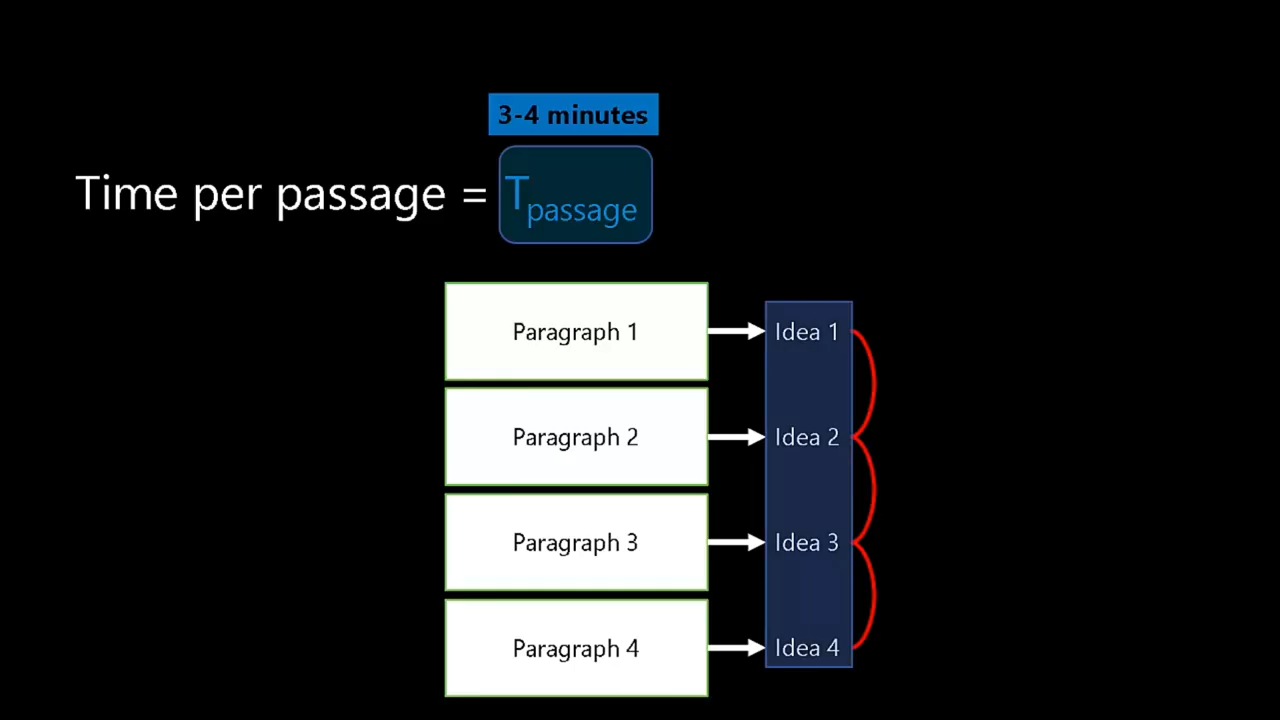 3-4 minutes
Time per passage = Tpassage
Paragraph 1 Idea 1
Paragraph 2 Idea 2
Paragraph 3 Idea 3
Paragraph 4 Idea 4